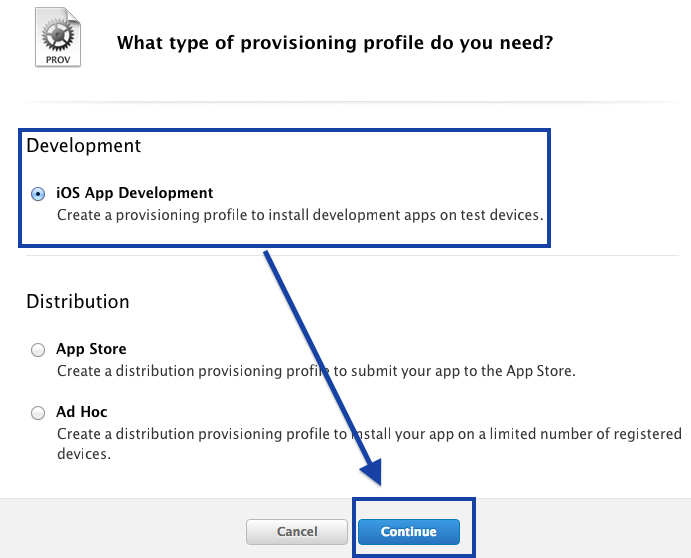 PROV
What type of provisioning profile do you need?
Development
iOS App Development
Create a provisioning profile to install development apps on test devices.
Distribution
App Store
Create a distribution provisioning profile to submit your app to the App Store.
Ad Hoc
Create a distribution provisioning profile to install your app on a limited number of registered
devices.
Cancel
Continue